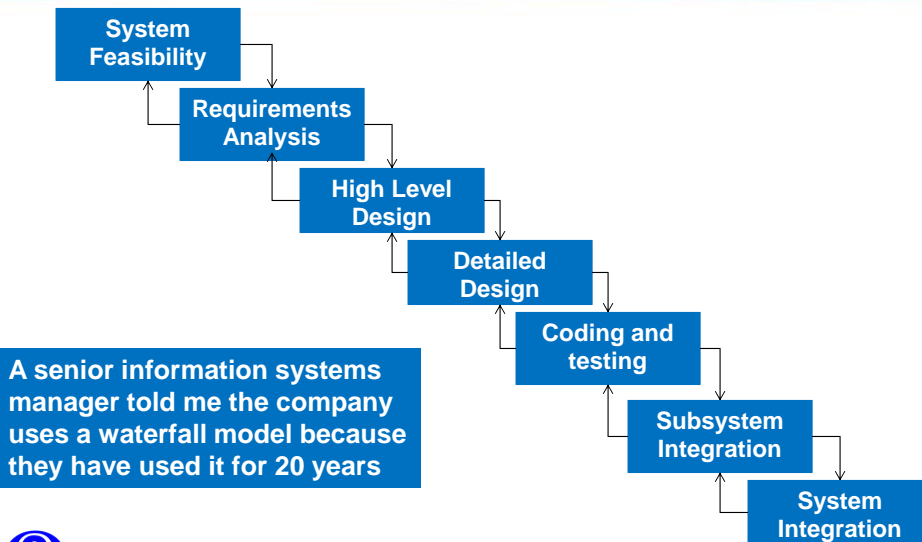 System
Feasibility
Requirements
Analysis
High Level
Design
Detailed
Design
Coding and
testing
A senior information systems
manager told me the company
uses a waterfall model because
they have used it for 20 years
Subsystem
Integration
System
Integration